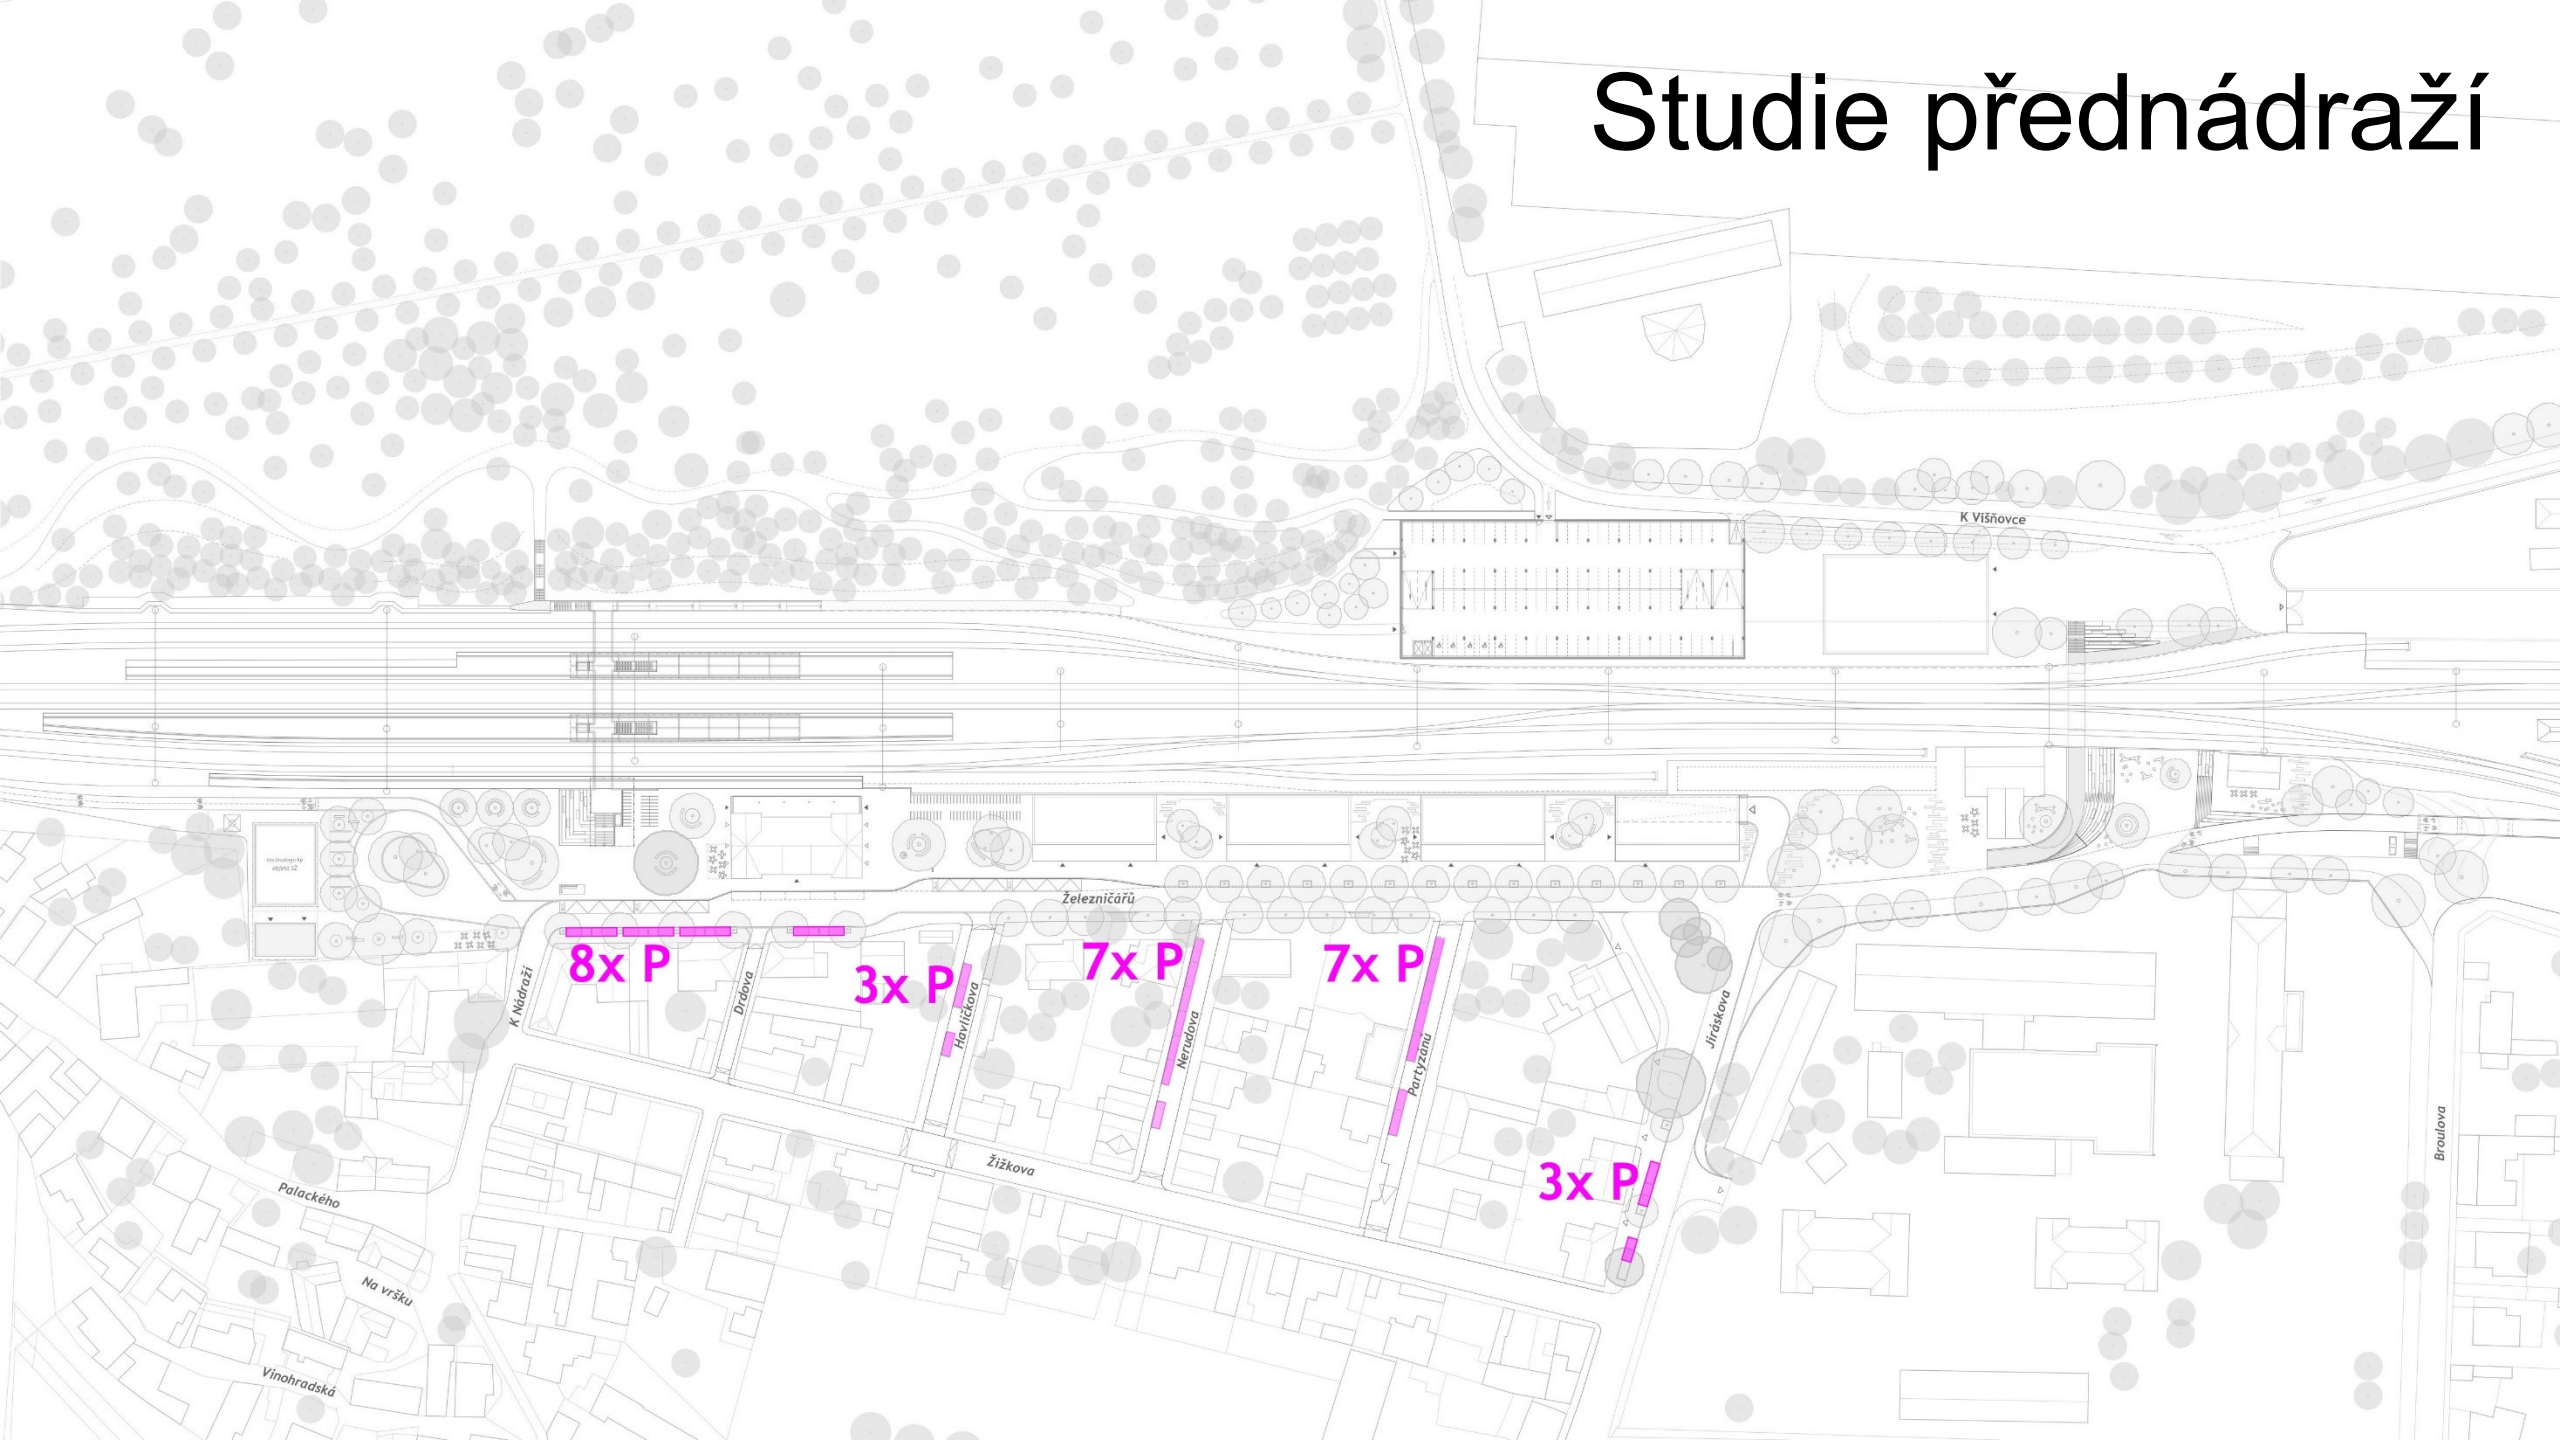 Studie přednádraží
K Višňovce
Železničářů
8x P
3x P
7x P
7x P
K Nádraží
Drdova
Havlíčkova
Nerudova
Partyzánů
Jiráskova
3x P
Broulova
Žižkova
Palackého
Na vršku
Vinohradská